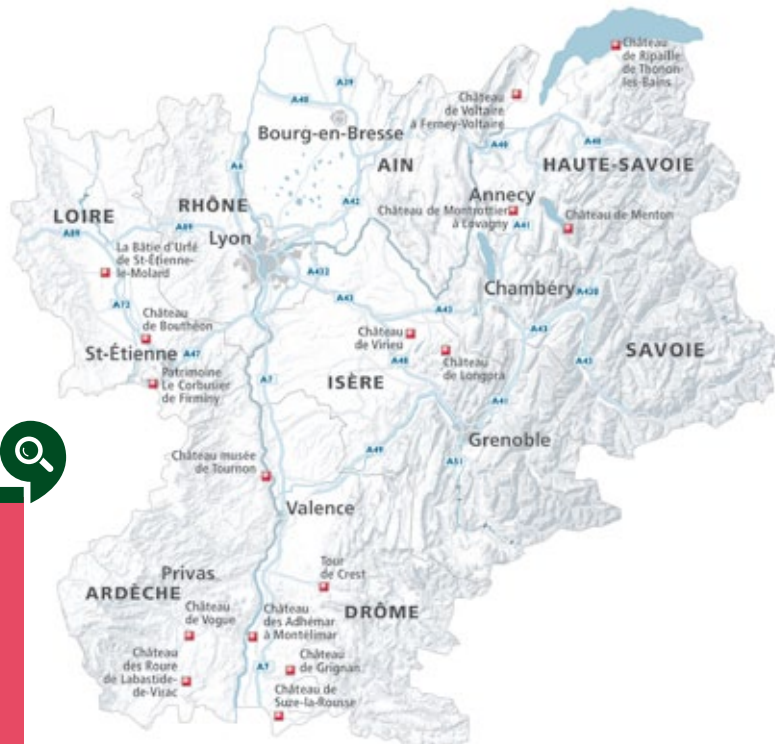 Château
de Ripaille
de Thonon-
les-Bains
A39
A40
Château
de Voltaire
à Ferney-Voltaire
Bourg-en-Bresse
A40
A40
AIN
HAUTE-SAVOIE
A6
RHÔNE
LOIRE
A42
Annecy
Château de Montrottier
à Lovagny
A41
Château de Menton
A89
A89
Lyon
La Bâtie d'Urfé
de St-Étienne-
le-Molard
A432
Chambéry
A430
A72
A43
A43
A43
Château
de Bouthéon
Château
de Virieu
St-Étienne
A47
A48
Château
de Longpra
SAVOIE
A43
Patrimoine
Le Corbusier
de Firminy
A7
ISÈRE
A41
Grenoble
Château musée
de Tournon
A49
A51
Valence
Tour
de Crest
Privas
ARDÈCHE
DRÔME
Château
de Vogue
Château
des Adhémar
à Montélimar
Château
des Roure
de Labastide-
de-Virac
A7
Château
de Grignan
Château de
Suze-la-Rousse